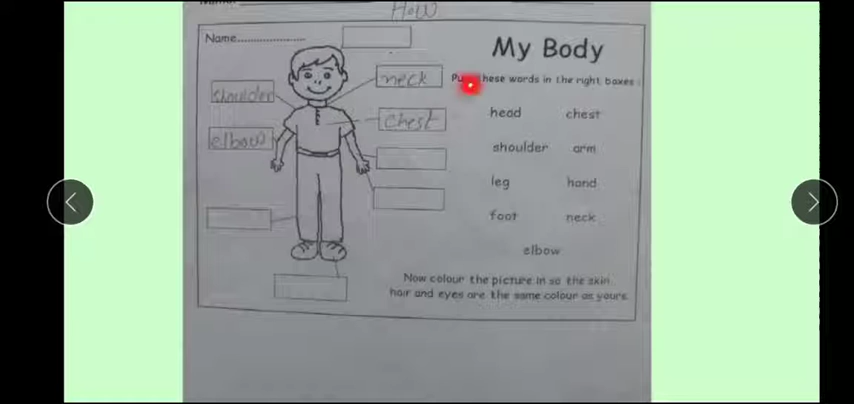 How
Name..................
My Body
these words in the right boxes :
neck
shoulder
chest
elbow
head chest
shoulder arm
leg hand
foot neck
elbow
Now colour the picture in so the skin
hair and eyes are the same colour as yours.